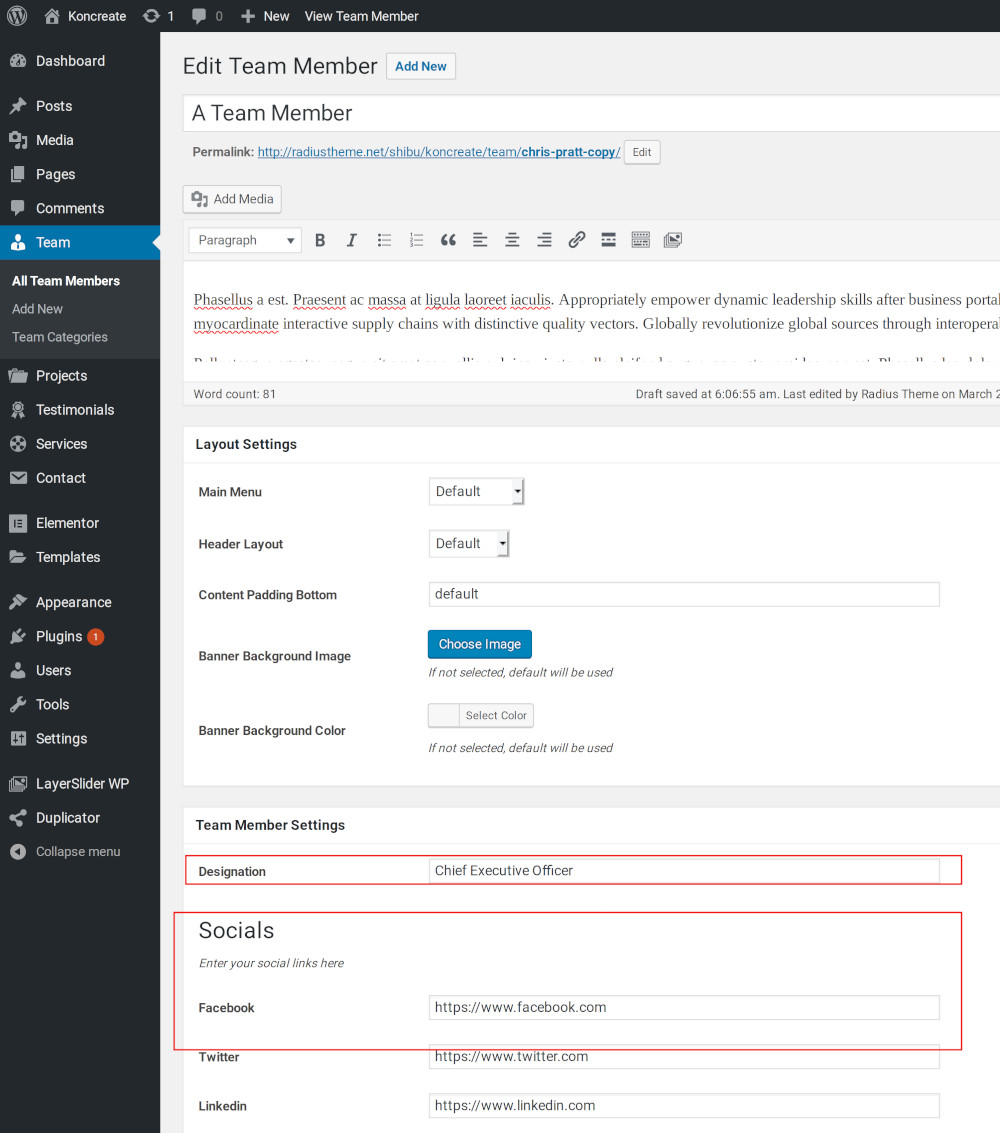 Koncreate 1 0 New View Team Member
Dashboard
Posts
Media
Pages
Comments
Team
All Team Members
Add New
Team Categories
Projects
Testimonials
Services
Contact
Elementor
Templates
Appearance
Plugins 1
Users
Tools
Settings
LayerSlider WP
Duplicator
Collapse menu
Edit Team Member Add New
A Team Member
Permalink: http://radiustheme.net/shibu/koncreate/team/chris-pratt-copy/ Edit
Add Media
Paragraph
Phasellus a est. Praesent ac massa at ligula laoreet iaculis. Appropriately empower dynamic leadership skills after business portal
myocardinate interactive supply chains with distinctive quality vectors. Globally revolutionize global sources through interopera
Word count: 81 Draft saved at 6:06:55 am. Last edited by Radius Theme on March 2
Layout Settings
Main Menu Default
Header Layout Default
Content Padding Bottom default
Banner Background Image Choose Image
If not selected, default will be used
Banner Background Color Select Color
If not selected, default will be used
Team Member Settings
Designation Chief Executive Officer
Socials
Enter your social links here
Facebook https://www.facebook.com
Twitter https://www.twitter.com
Linkedin https://www.linkedin.com